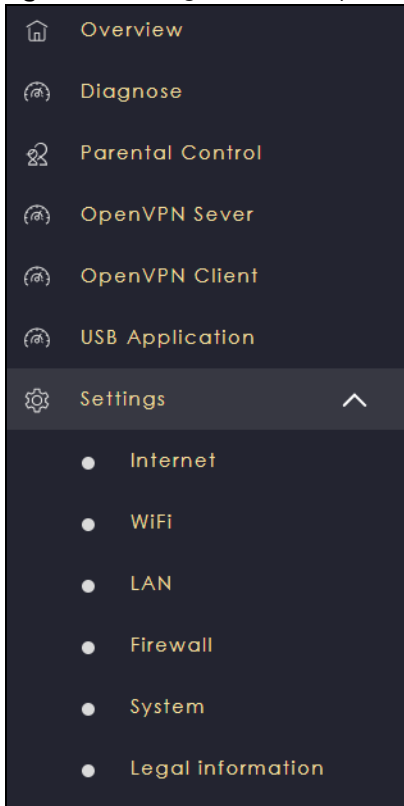 Overview
Diagnose
Parental Control
OpenVPN Sever
OpenVPN Client
USB Application
Settings
Internet
WiFi
LAN
Firewall
System
Legal information